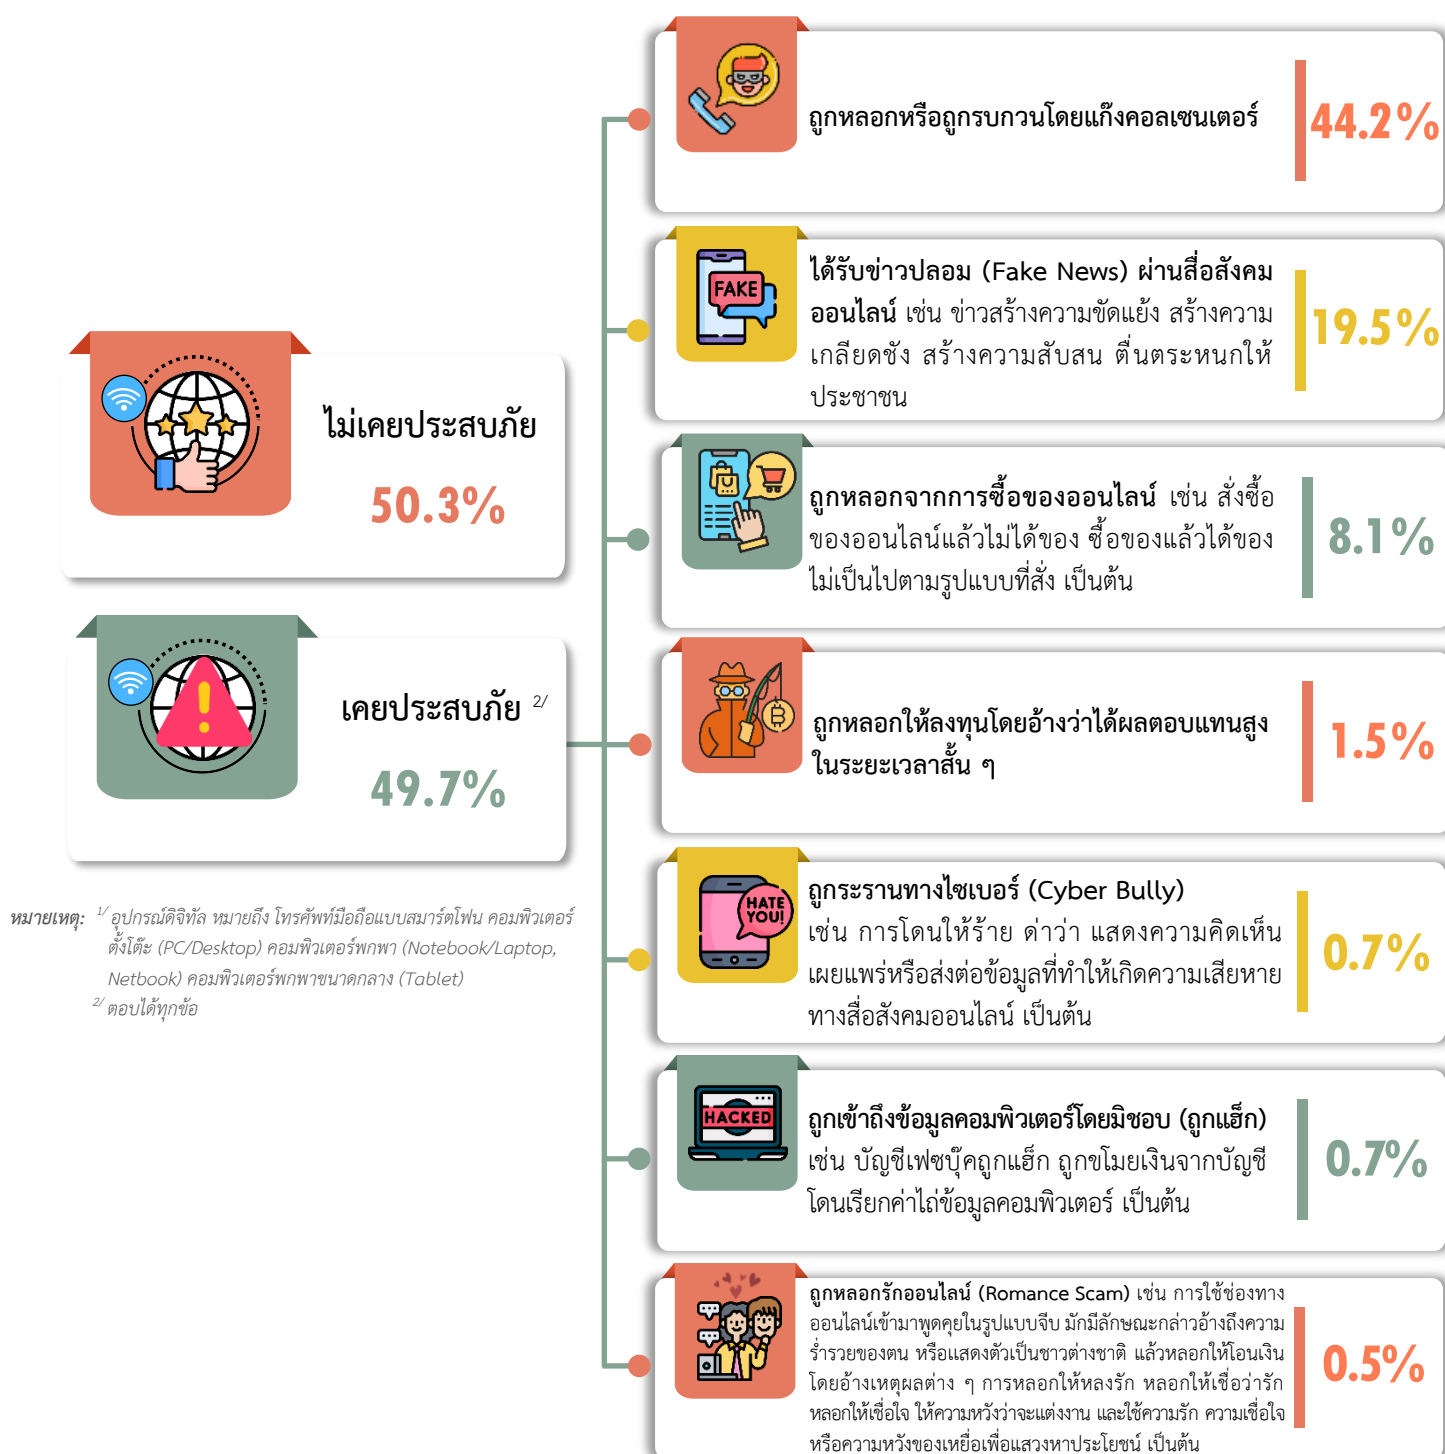 ไม่เคยประสบภัย
50.3%
เคยประสบภัย 2/
49.7%
หมายเหตุ: 1/ อุปกรณ์ดิจิทัล หมายถึง โทรศัพท์มือถือแบบสมาร์ตโฟน คอมพิวเตอร์
ตั้งโต๊ะ (PC/Desktop) คอมพิวเตอร์พกพา (Notebook/Laptop,
Netbook) คอมพิวเตอร์พกพาขนาดกลาง (Tablet)
2/ ตอบได้ทุกข้อ
ถูกหลอกหรือถูกรบกวนโดยแก๊งคอลเซนเตอร์
44.2%
FAKE
ได้รับข่าวปลอม (Fake News) ผ่านสื่อสังคม
ออนไลน์ เช่น ข่าวสร้างความขัดแย้ง สร้างความ
เกลียดชัง สร้างความสับสน ตื่นตระหนกให้
ประชาชน
19.5%
ถูกหลอกจากการซื้อของออนไลน์ เช่น สั่งซื้อ
ของออนไลน์แล้วไม่ได้ของ ซื้อของแล้วได้ของ
ไม่เป็นไปตามรูปแบบที่สั่ง เป็นต้น
8.1%
ถูกหลอกให้ลงทุนโดยอ้างว่าได้ผลตอบแทนสูง
ในระยะเวลาสั้น ๆ
1.5%
HATE
YOU!
ถูกระรานทางไซเบอร์ (Cyber Bully)
เช่น การโดนให้ร้าย ด่าว่า แสดงความคิดเห็น
เผยแพร่หรือส่งต่อข้อมูลที่ทำให้เกิดความเสียหาย
ทางสื่อสังคมออนไลน์ เป็นต้น
0.7%
HACKED
ถูกเข้าถึงข้อมูลคอมพิวเตอร์โดยมิชอบ (ถูกแฮ็ก)
เช่น บัญชีเฟซบุ๊คถูกแฮ็ก ถูกขโมยเงินจากบัญชี
โดนเรียกค่าไถ่ข้อมูลคอมพิวเตอร์ เป็นต้น
0.7%
ถูกหลอกรักออนไลน์ (Romance Scam) เช่น การใช้ช่องทาง
ออนไลน์เข้ามาพูดคุยในรูปแบบจีบ มักมีลักษณะกล่าวอ้างถึงความ
ร่ำรวยของตน หรือแสดงตัวเป็นชาวต่างชาติ แล้วหลอกให้โอนเงิน
โดยอ้างเหตุผลต่าง ๆ การหลอกให้หลงรัก หลอกให้เชื่อว่ารัก
หลอกให้เชื่อใจ ให้ความหวังว่าจะแต่งงาน และใช้ความรัก ความเชื่อใจ
หรือความหวังของเหยื่อเพื่อแสวงหาประโยชน์ เป็นต้น
0.5%